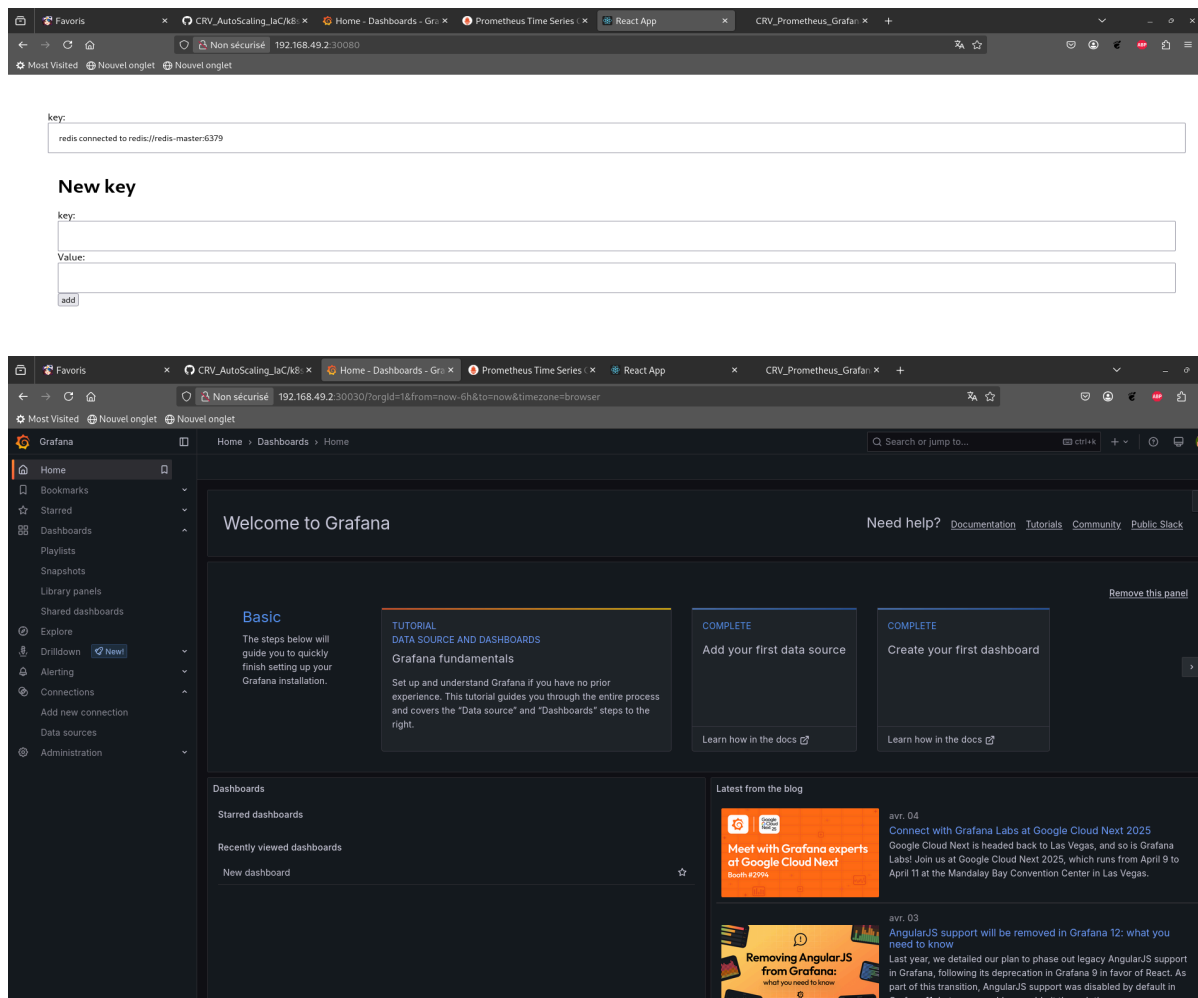 Favoris
CRV_AutoScaling_IaC/k8s
Home - Dashboards - Gra
Prometheus Time Series C
React App
CRV_Prometheus_Grafan
Non sécurisé 192.168.49.2:30080
Most Visited Nouvel onglet Nouvel onglet
key:
redis connected to redis://redis-master:6379
New key
key:
Value:
add
Favoris
CRV_AutoScaling_IaC/k8s
Home - Dashboards - Gra
Prometheus Time Series C
React App
CRV_Prometheus_Grafan
Non sécurisé 192.168.49.2:30030/?orgId=1&from=now-6h&to=now&timezone=browser
Most Visited Nouvel onglet Nouvel onglet
Grafana
Home › Dashboards › Home
Search or jump to...
ctrl+k
Home
Bookmarks
Starred
Dashboards
Playlists
Snapshots
Library panels
Shared dashboards
Explore
Drilldown New!
Alerting
Connections
Add new connection
Data sources
Administration
Welcome to Grafana
Need help? Documentation Tutorials Community Public Slack
Remove this panel
Basic
The steps below will
guide you to quickly
finish setting up your
Grafana installation.
TUTORIAL
DATA SOURCE AND DASHBOARDS
Grafana fundamentals
Set up and understand Grafana if you have no prior
experience. This tutorial guides you through the entire process
and covers the “Data source” and “Dashboards” steps to the
right.
COMPLETE
Add your first data source
Learn how in the docs
COMPLETE
Create your first dashboard
Learn how in the docs
Dashboards
Starred dashboards
Recently viewed dashboards
New dashboard
Latest from the blog
Google Cloud Next 25
Meet with Grafana experts
at Google Cloud Next
Booth #2994
avr. 04
Connect with Grafana Labs at Google Cloud Next 2025
Google Cloud Next is headed back to Las Vegas, and so is Grafana
Labs! Join us at Google Cloud Next 2025, which runs from April 9 to
April 11 at the Mandalay Bay Convention Center in Las Vegas.
Removing AngularJS
from Grafana:
what you need to know
avr. 03
AngularJS support will be removed in Grafana 12: what you
need to know
Last year, we detailed our plan to phase out legacy AngularJS support
in Grafana, following its deprecation in Grafana 9 in favor of React. As
part of this transition, AngularJS support was disabled by default in